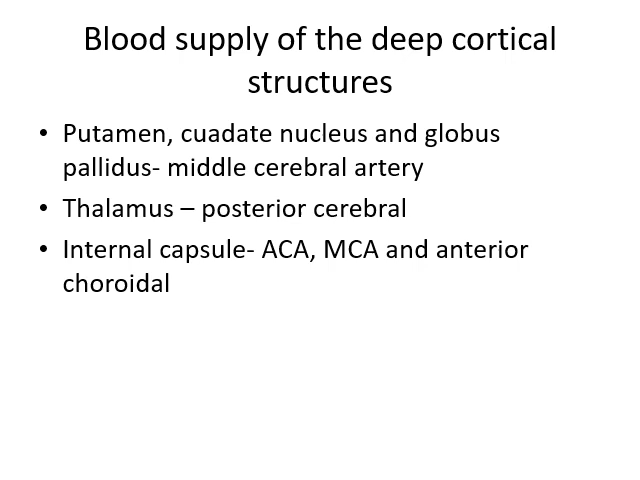 Blood supply of the deep cortical
structures
• Putamen, cuadate nucleus and globus
pallidus- middle cerebral artery
• Thalamus – posterior cerebral
• Internal capsule- ACA, MCA and anterior
choroidal